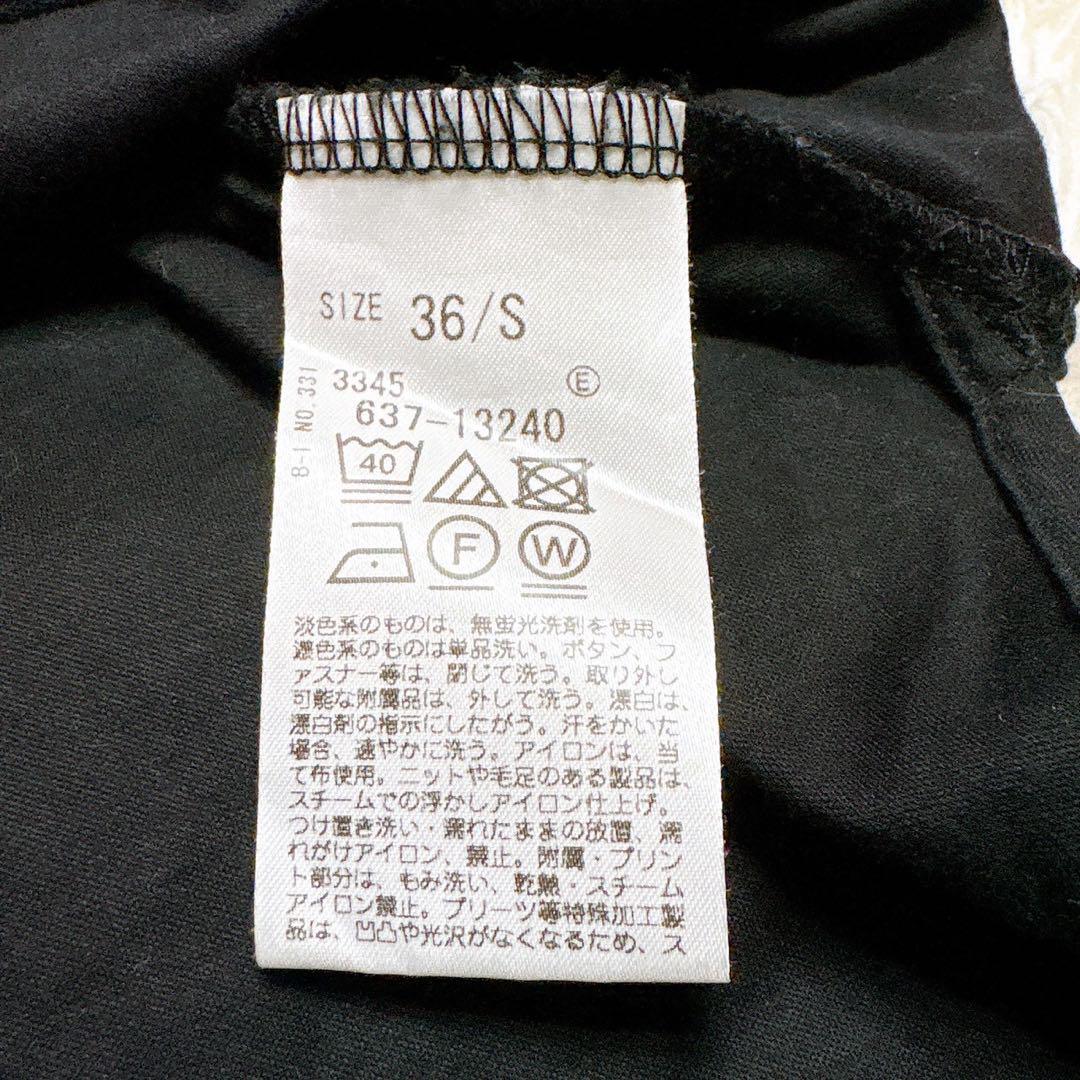 SIZE 36/S
3345 E
637-13240
B-1 NO.331
40
F W
淡色系のものは、無蛍光洗剤を使用。
濃色系のものは単品洗い。ボタン、フ
ァスナー等は、閉じて洗う。取り外し
可能な附属品は、外して洗う。漂白は、
漂白剤の指示にしたがう。汗をかいた
場合、速やかに洗う。アイロンは、当
て布使用。ニットや毛足のある製品は、
スチームでの浮かしアイロン仕上げ。
つけ置き洗い・濡れたままの放置、濡
れがけアイロン、禁止。附属・プリン
ト部分は、もみ洗い、乾熱・スチーム
アイロン禁止。プリーツ等特殊加工製
品は、凹凸や光沢がなくなるため、ス